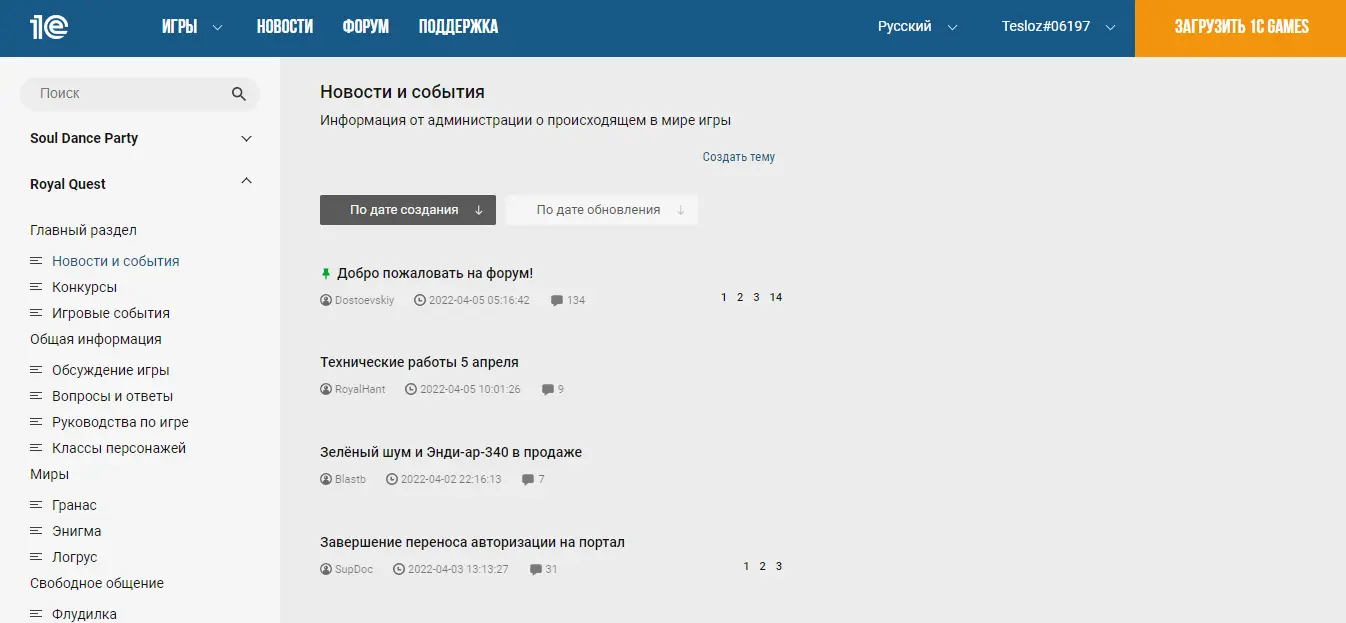 1С
ИГРЫ НОВОСТИ ФОРУМ ПОДДЕРЖКА Русский Tesloz#06197 ЗАГРУЗИТЬ 1C GAMES
Поиск
Soul Dance Party
Royal Quest
Главный раздел
Новости и события
Конкурсы
Игровые события
Общая информация
Обсуждение игры
Вопросы и ответы
Руководства по игре
Классы персонажей
Миры
Гранас
Энигма
Логрус
Свободное общение
Флудилка
Новости и события
Информация от администрации о происходящем в мире игры
Создать тему
По дате создания ↓ По дате обновления ↓
Добро пожаловать на форум!
Dostoevskiy 2022-04-05 05:16:42 134 1 2 3 14
Технические работы 5 апреля
RoyalHant 2022-04-05 10:01:26 9
Зелёный шум и Энди-ар-340 в продаже
Blastb 2022-04-02 22:16:13 7
Завершение переноса авторизации на портал
SupDoc 2022-04-03 13:13:27 31 1 2 3